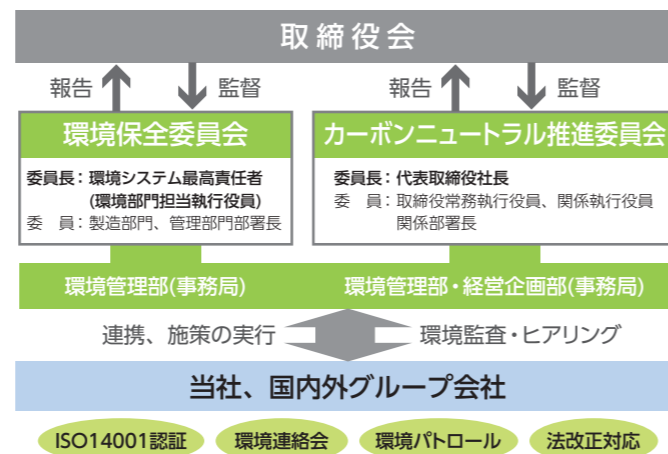 取締役会
報告 監督 報告 監督
環境保全委員会
委員長：環境システム最高責任者
(環境部門担当執行役員)
委　員：製造部門、管理部門部署長
カーボンニュートラル推進委員会
委員長：代表取締役社長
委　員：取締役常務執行役員、関係執行役員
関係部署長
環境管理部(事務局)
環境管理部・経営企画部(事務局)
連携、施策の実行 環境監査・ヒアリング
当社、国内外グループ会社
ISO14001認証 環境連絡会 環境パトロール 法改正対応